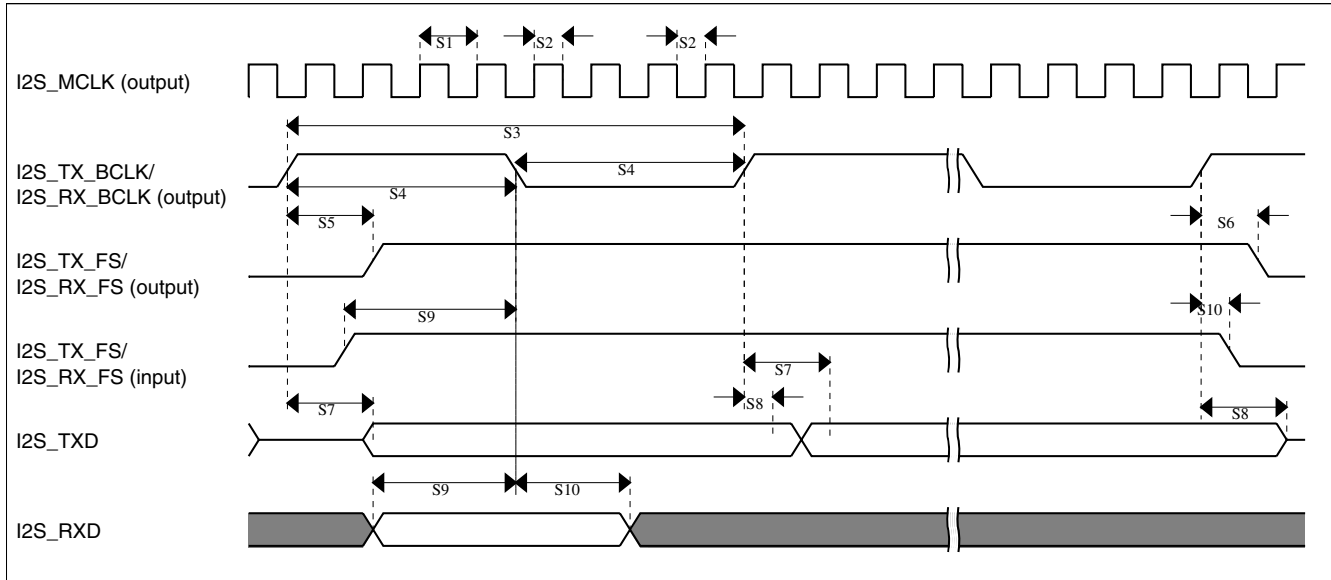 S1 S2 S2
I2S_MCLK (output)
S3
I2S_TX_BCLK/
I2S_RX_BCLK (output)
S4
S4
S5 S6
I2S_TX_FS/
I2S_RX_FS (output)
S9 S10
I2S_TX_FS/
I2S_RX_FS (input)
S7
S7 S8 S8
I2S_TXD
S9 S10
I2S_RXD